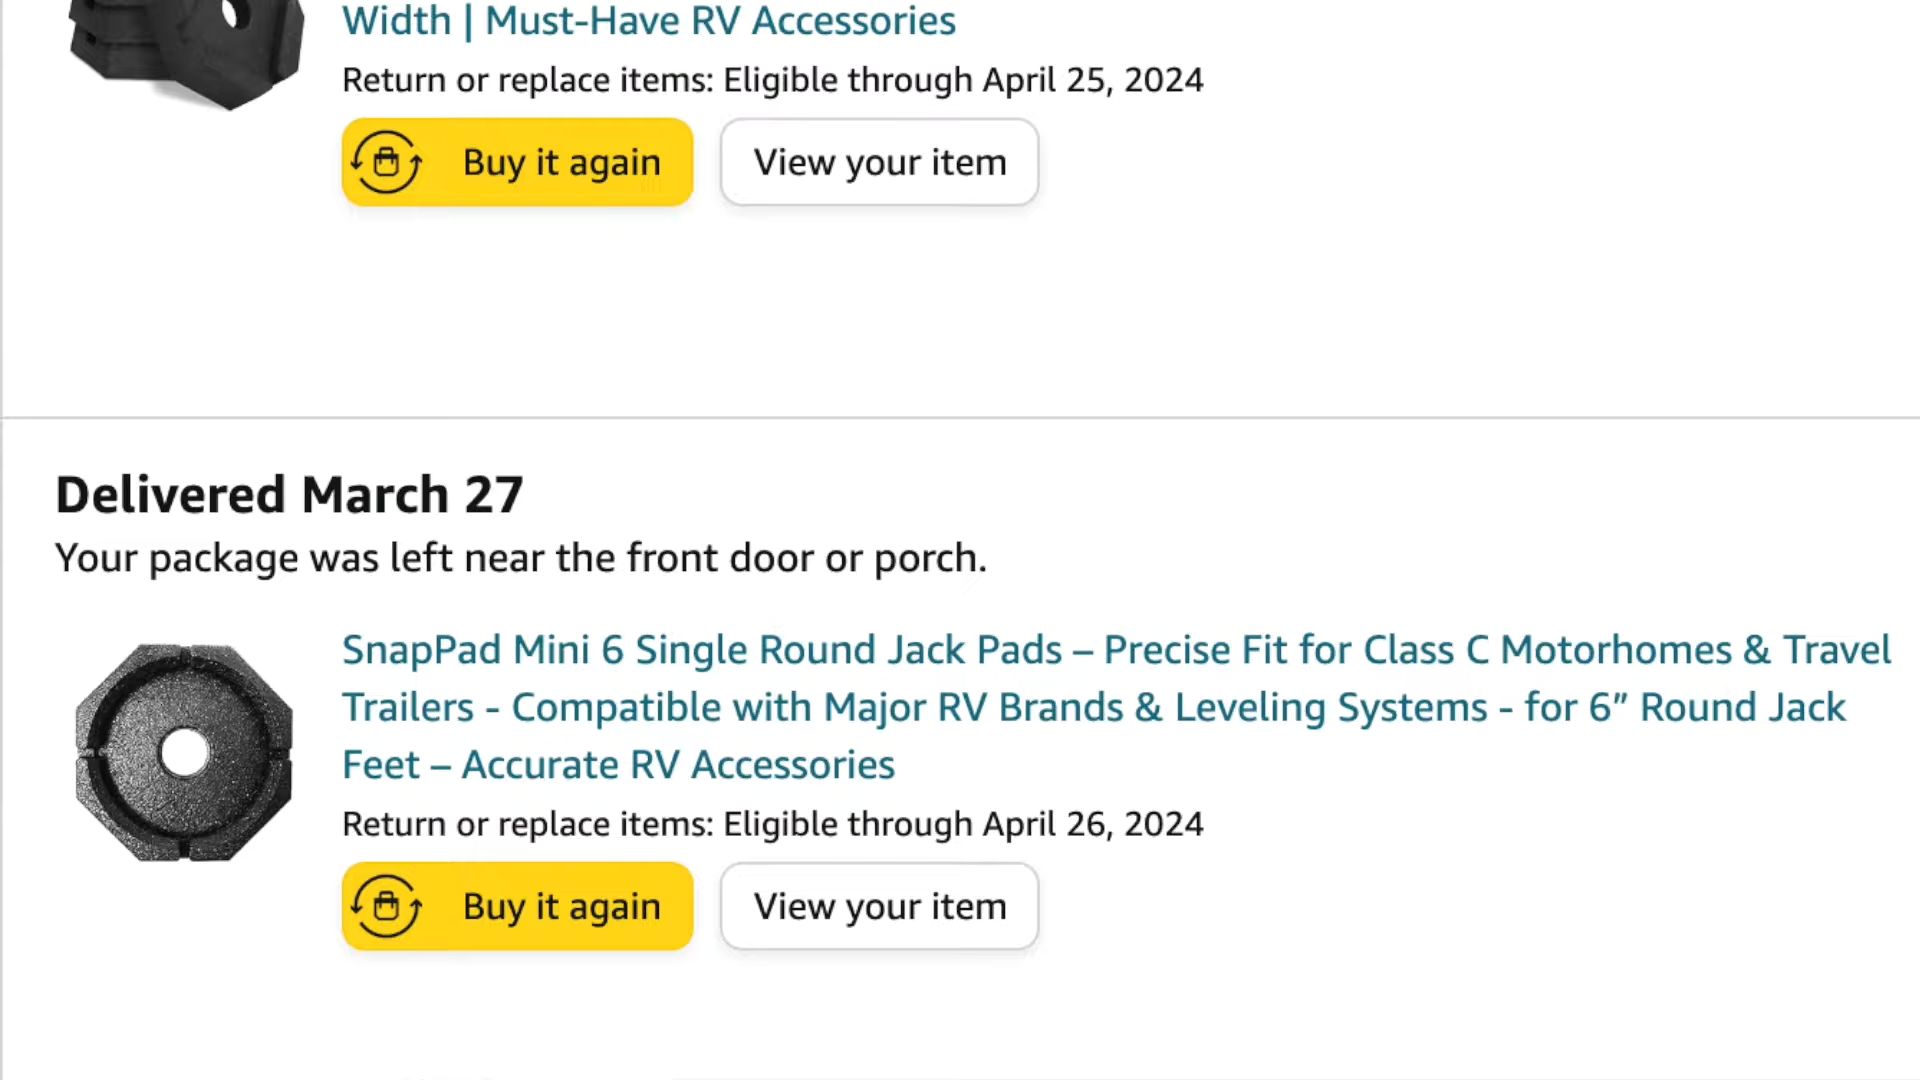 Width | Must-Have RV Accessories
Return or replace items: Eligible through April 25, 2024
Buy it again
View your item
Delivered March 27
Your package was left near the front door or porch.
SnapPad Mini 6 Single Round Jack Pads – Precise Fit for Class C Motorhomes & Travel
Trailers - Compatible with Major RV Brands & Leveling Systems - for 6” Round Jack
Feet – Accurate RV Accessories
Return or replace items: Eligible through April 26, 2024
Buy it again
View your item